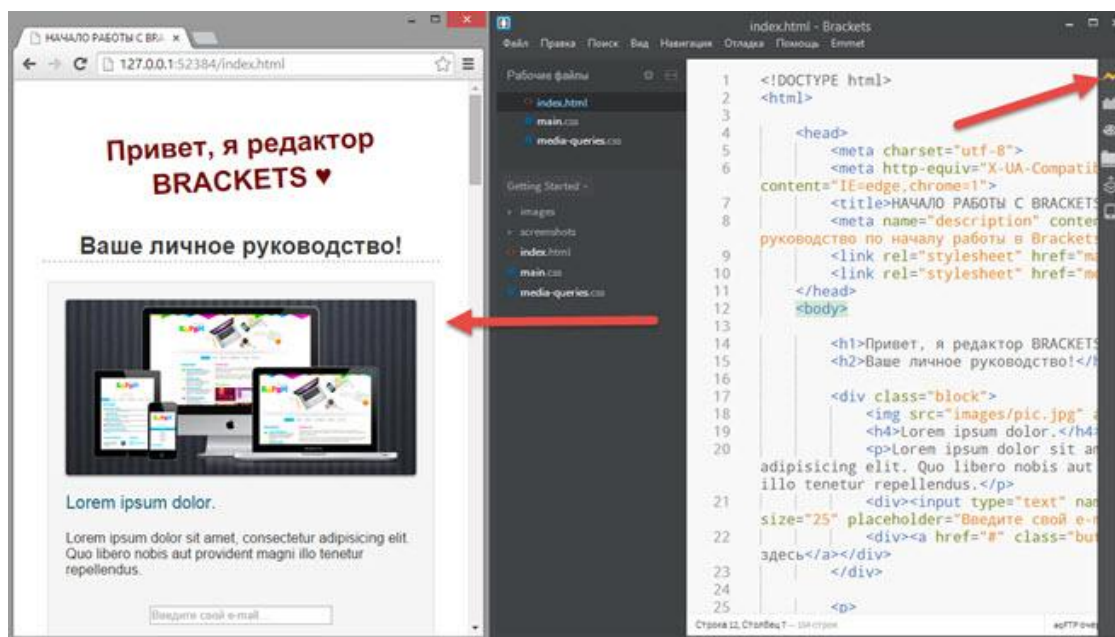 НАЧАЛО РАБОТЫ С BRA
127.0.0.1:52384/index.html
Привет, я редактор
BRACKETS ♥
Ваше личное руководство!
Lorem ipsum dolor.
Lorem ipsum dolor sit amet, consectetur adipisicing elit.
Quo libero nobis aut provident magni illo tenetur
repellendus.
Введите свой e-mail...
index.html - Brackets
Файл Правка Поиск Вид Навигация Отладка Помощь Emmet
Рабочие файлы
index.html
main.css
media-queries.css
Getting Started
images
screenshots
index.html
main.css
media-queries.css
1 <!DOCTYPE html>
2 <html>
3
4 <head>
5 <meta charset="utf-8">
6 <meta http-equiv="X-UA-Compatib
content="IE=edge,chrome=1">
7 <title>НАЧАЛО РАБОТЫ С BRACKETS
8 <meta name="description" conten
руководство по началу работы в Brackets
9 <link rel="stylesheet" href="ma
10 <link rel="stylesheet" href="me
11 </head>
12 <body>
13
14 <h1>Привет, я редактор BRACKETS
15 <h2>Ваше личное руководство!</h
16
17 <div class="block">
18 <img src="images/pic.jpg" a
19 <h4>Lorem ipsum dolor.</h4
20 <p>Lorem ipsum dolor sit am
adipisicing elit. Quo libero nobis aut
illo tenetur repellendus.</p>
21 <div><input type="text" nam
size="25" placeholder="Введите свой e-m
22 <div><a href="#" class="but
здесь</a></div>
23 </div>
24
25 <p>
Строка 12, Столбец 7 — 104 строк